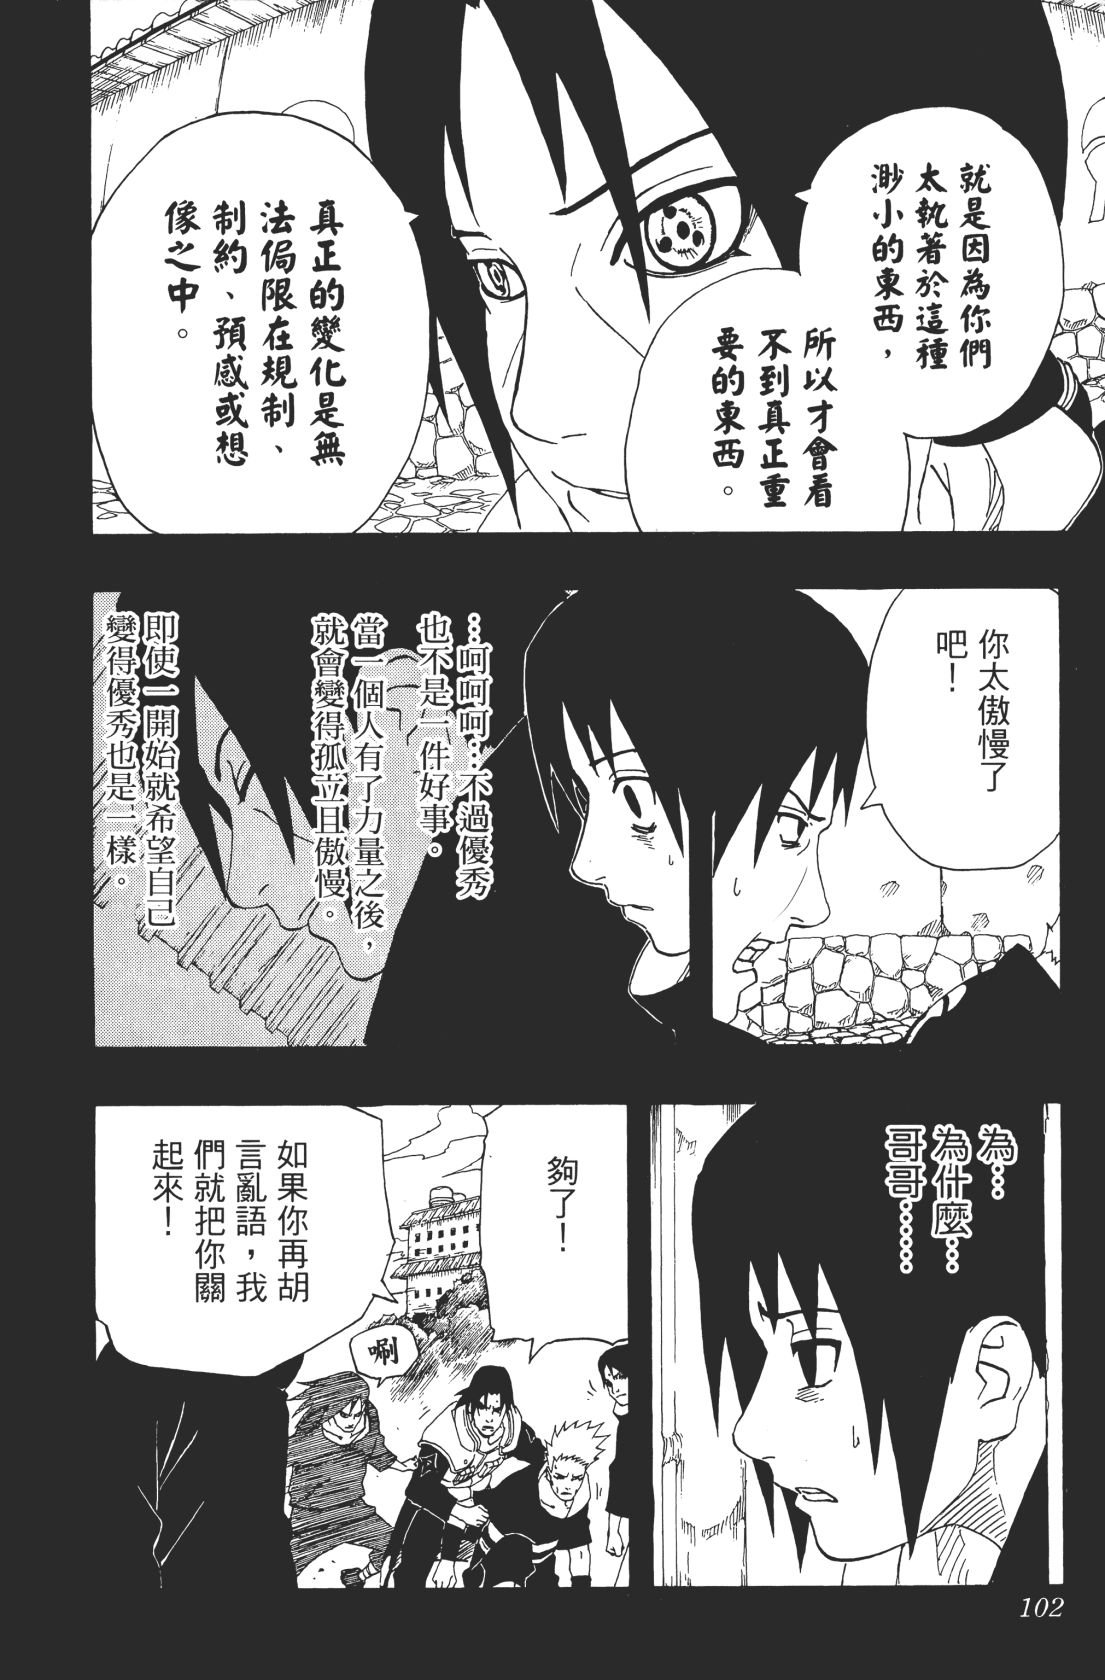 就是因為你們
太執著於這種
渺小的東西，
所以才會看
不到真正重
要的東西。
真正的變化是無
法侷限在規制、
制約、預感或想
像之中。
你太傲慢了
吧！
…呵呵呵…不過優秀
也不是一件好事。
當一個人有了力量之後，
就會變得孤立且傲慢。
即使一開始就希望自己
變得優秀也是一樣。
為…
為什麼…
哥哥………
夠了！
如果你再胡
言亂語，我
們就把你關
起來！
唰
102